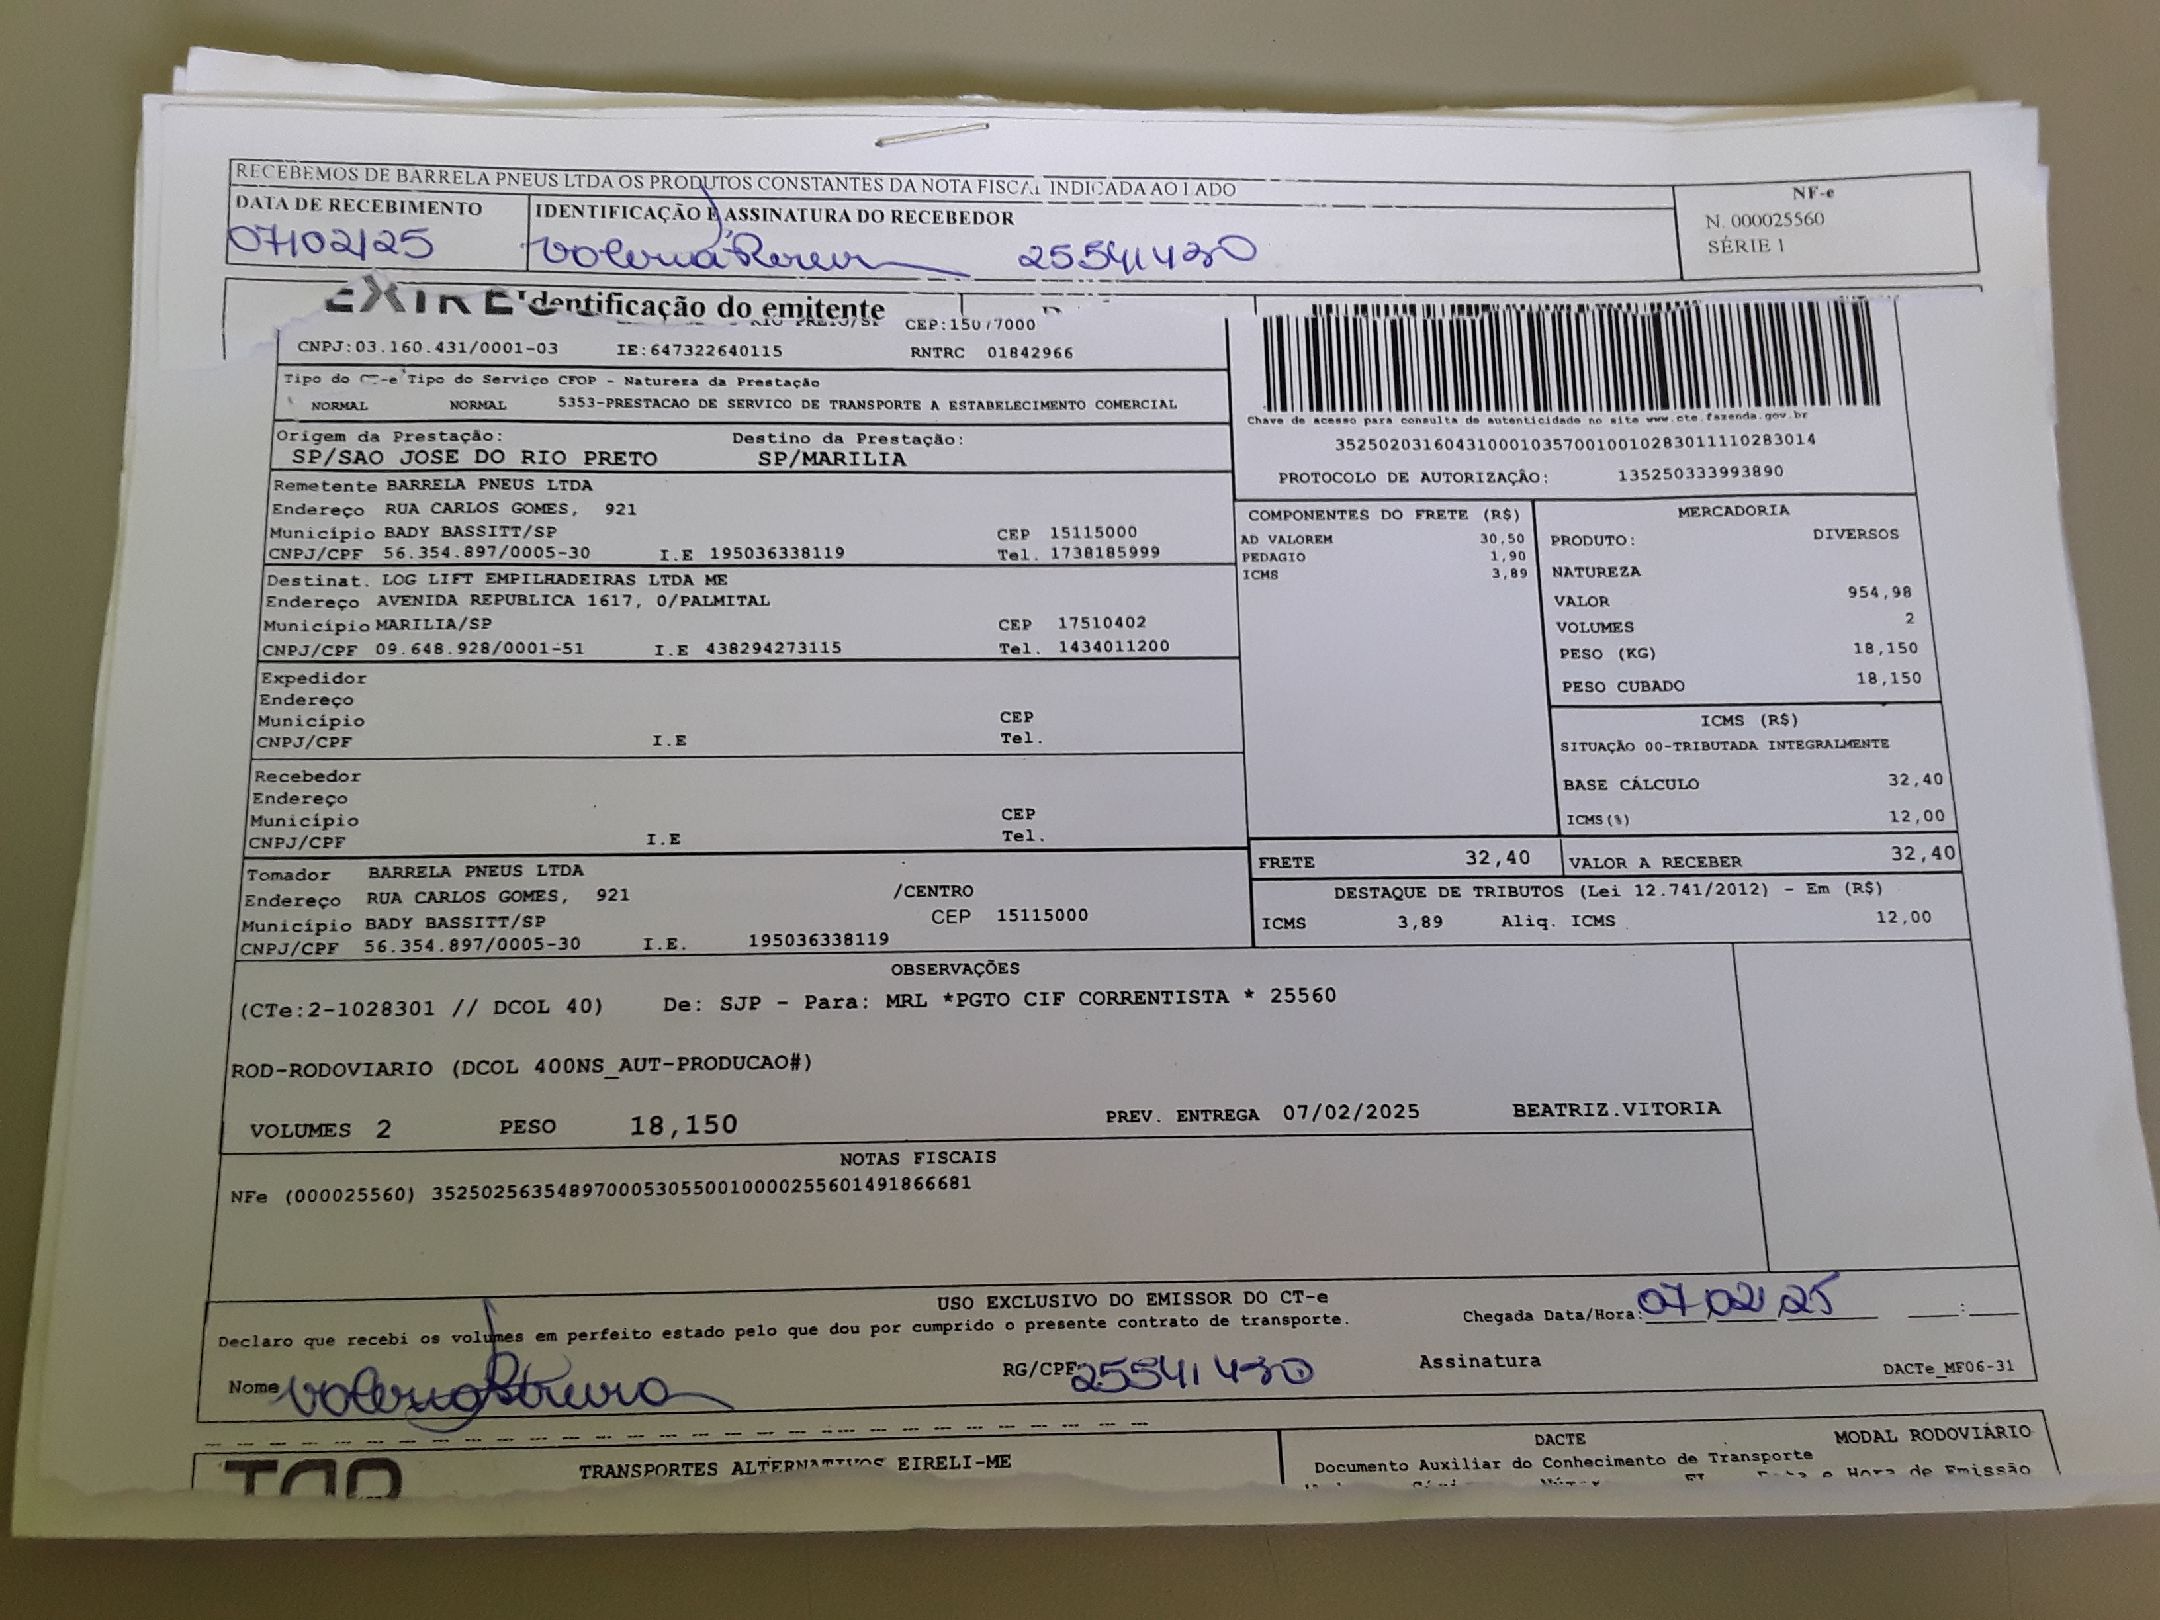 RECEBEMOS DE BARRELA PNEUS LTDA OS PRODUTOS CONSTANTES DA NOTA FISCAL INDICADA AO LADO
DATA DE RECEBIMENTO
07/02/25
IDENTIFICAÇÃO E ASSINATURA DO RECEBEDOR
25541430
NF-e
N. 000025560
SÉRIE 1
dentificação do emitente
RIO PRETO/SP CEP:15077000
CNPJ:03.160.431/0001-03 IE:647322640115 RNTRC 01842966
Tipo do CT-e Tipo do Serviço CFOP - Natureza da Prestação
NORMAL NORMAL 5353-PRESTACAO DE SERVICO DE TRANSPORTE A ESTABELECIMENTO COMERCIAL
Origem da Prestação: Destino da Prestação:
SP/SAO JOSE DO RIO PRETO SP/MARILIA
Chave de acesso para consulta de autenticidade no site www.cte.fazenda.gov.br
35250203160431000103570010010283011110283014
PROTOCOLO DE AUTORIZAÇÂO: 135250333993890
Remetente BARRELA PNEUS LTDA
Endereço RUA CARLOS GOMES, 921
Município BADY BASSITT/SP CEP 15115000
CNPJ/CPF 56.354.897/0005-30 I.E 195036338119 Tel. 1738185999
Destinat. LOG LIFT EMPILHADEIRAS LTDA ME
Endereço AVENIDA REPUBLICA 1617, 0/PALMITAL
Município MARILIA/SP CEP 17510402
CNPJ/CPF 09.648.928/0001-51 I.E 438294273115 Tel. 1434011200
Expedidor
Endereço
Município CEP
CNPJ/CPF I.E Tel.
Recebedor
Endereço
Município CEP
CNPJ/CPF I.E Tel.
Tomador BARRELA PNEUS LTDA
Endereço RUA CARLOS GOMES, 921 /CENTRO
Município BADY BASSITT/SP CEP 15115000
CNPJ/CPF 56.354.897/0005-30 I.E. 195036338119
COMPONENTES DO FRETE (R$)
AD VALOREM 30,50
PEDAGIO 1,90
ICMS 3,89
MERCADORIA
PRODUTO: DIVERSOS
NATUREZA
VALOR 954,98
VOLUMES 2
PESO (KG) 18,150
PESO CUBADO 18,150
ICMS (R$)
SITUAÇÃO 00-TRIBUTADA INTEGRALMENTE
BASE CÁLCULO 32,40
ICMS(%) 12,00
FRETE 32,40 VALOR A RECEBER 32,40
DESTAQUE DE TRIBUTOS (Lei 12.741/2012) - Em (R$)
ICMS 3,89 Aliq. ICMS 12,00
OBSERVAÇÕES
(CTe:2-1028301 // DCOL 40) De: SJP - Para: MRL *PGTO CIF CORRENTISTA * 25560
ROD-RODOVIARIO (DCOL 400NS_AUT-PRODUCAO#)
VOLUMES 2 PESO 18,150 PREV. ENTREGA 07/02/2025 BEATRIZ.VITORIA
NOTAS FISCAIS
NFe (000025560) 35250256354897000530550010000255601491866681
USO EXCLUSIVO DO EMISSOR DO CT-e
Declaro que recebi os volumes em perfeito estado pelo que dou por cumprido o presente contrato de transporte.
Chegada Data/Hora: 07/02/25 :
Nome RG/CPF 25541430 Assinatura DACTe_MF06-31
TRANSPORTES ALTERNATIVOS EIRELI-ME
DACTE MODAL RODOVIÁRIO
Documento Auxiliar do Conhecimento de Transporte
Data e Hora de Emissão